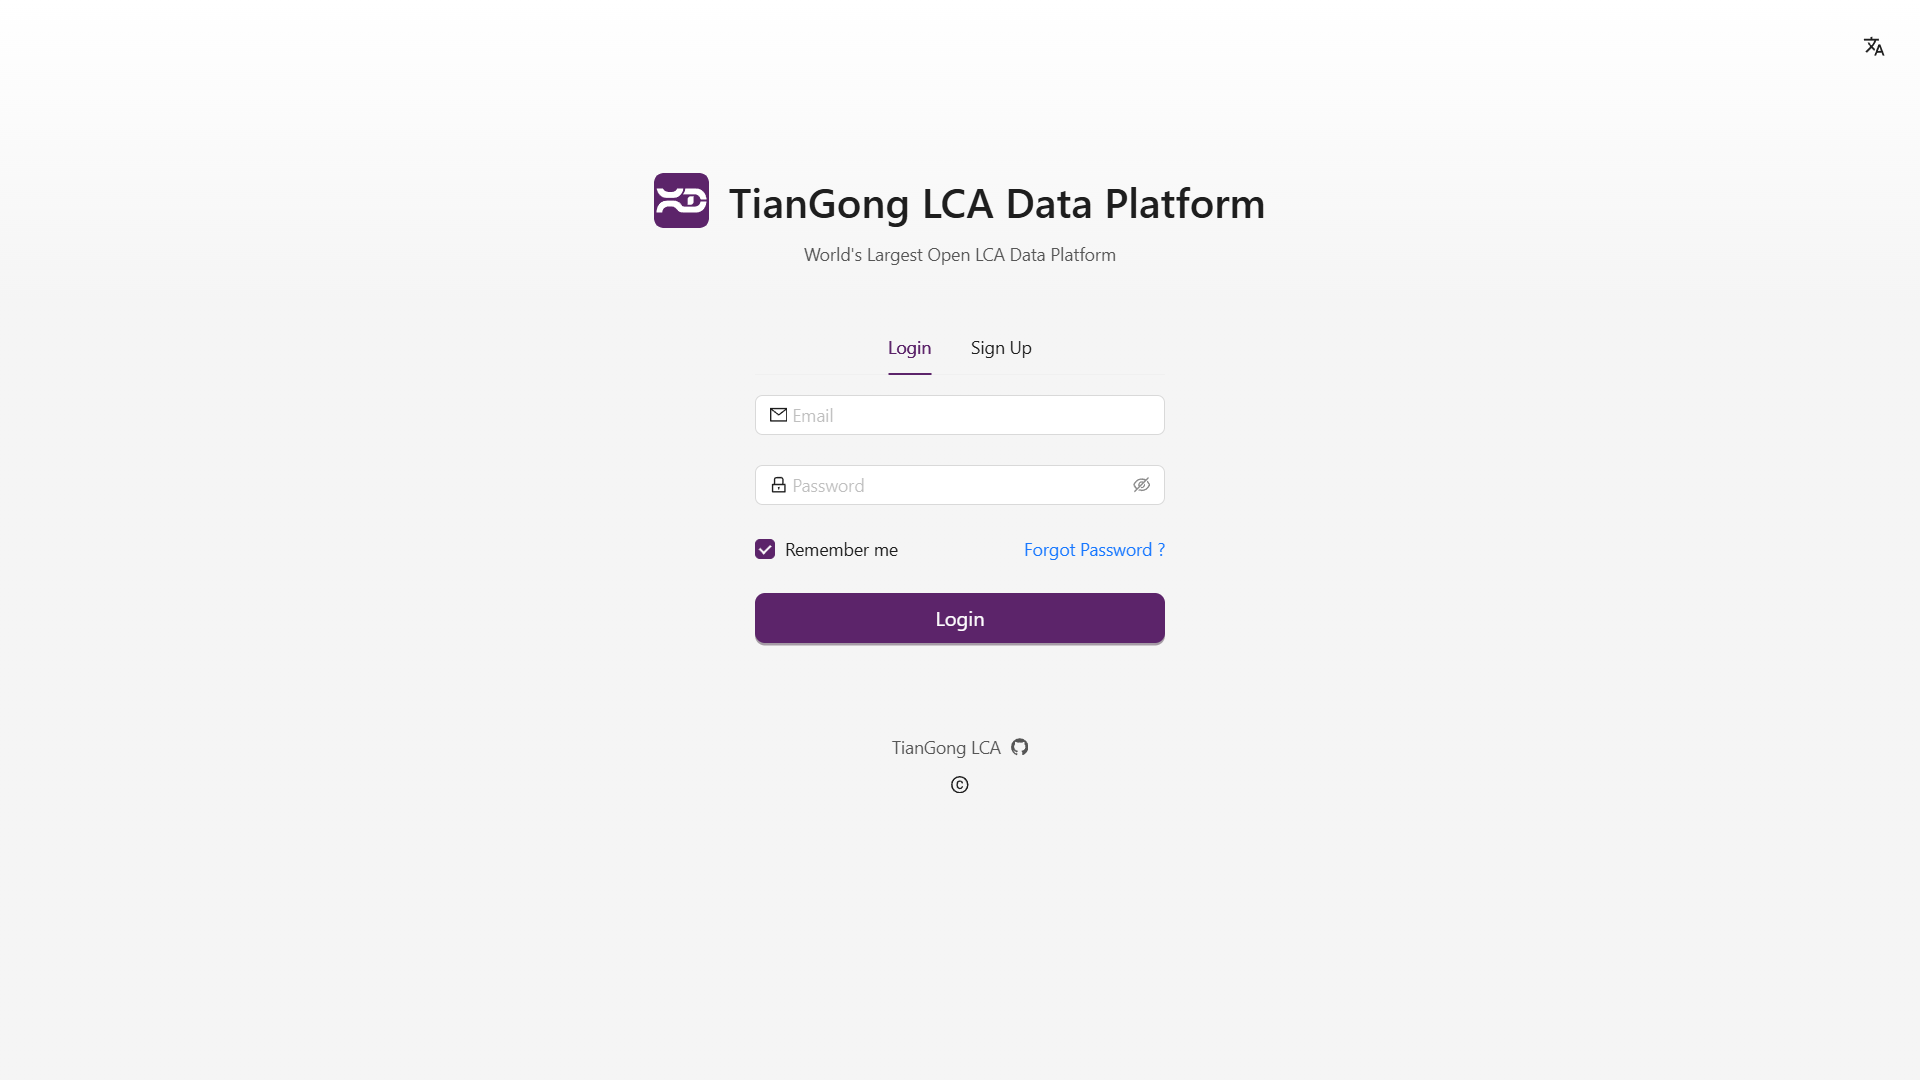 TianGong LCA Data Platform
World's Largest Open LCA Data Platform
Login
Sign Up
Email
Password
Remember me
Forgot Password ?
Login
TianGong LCA
©